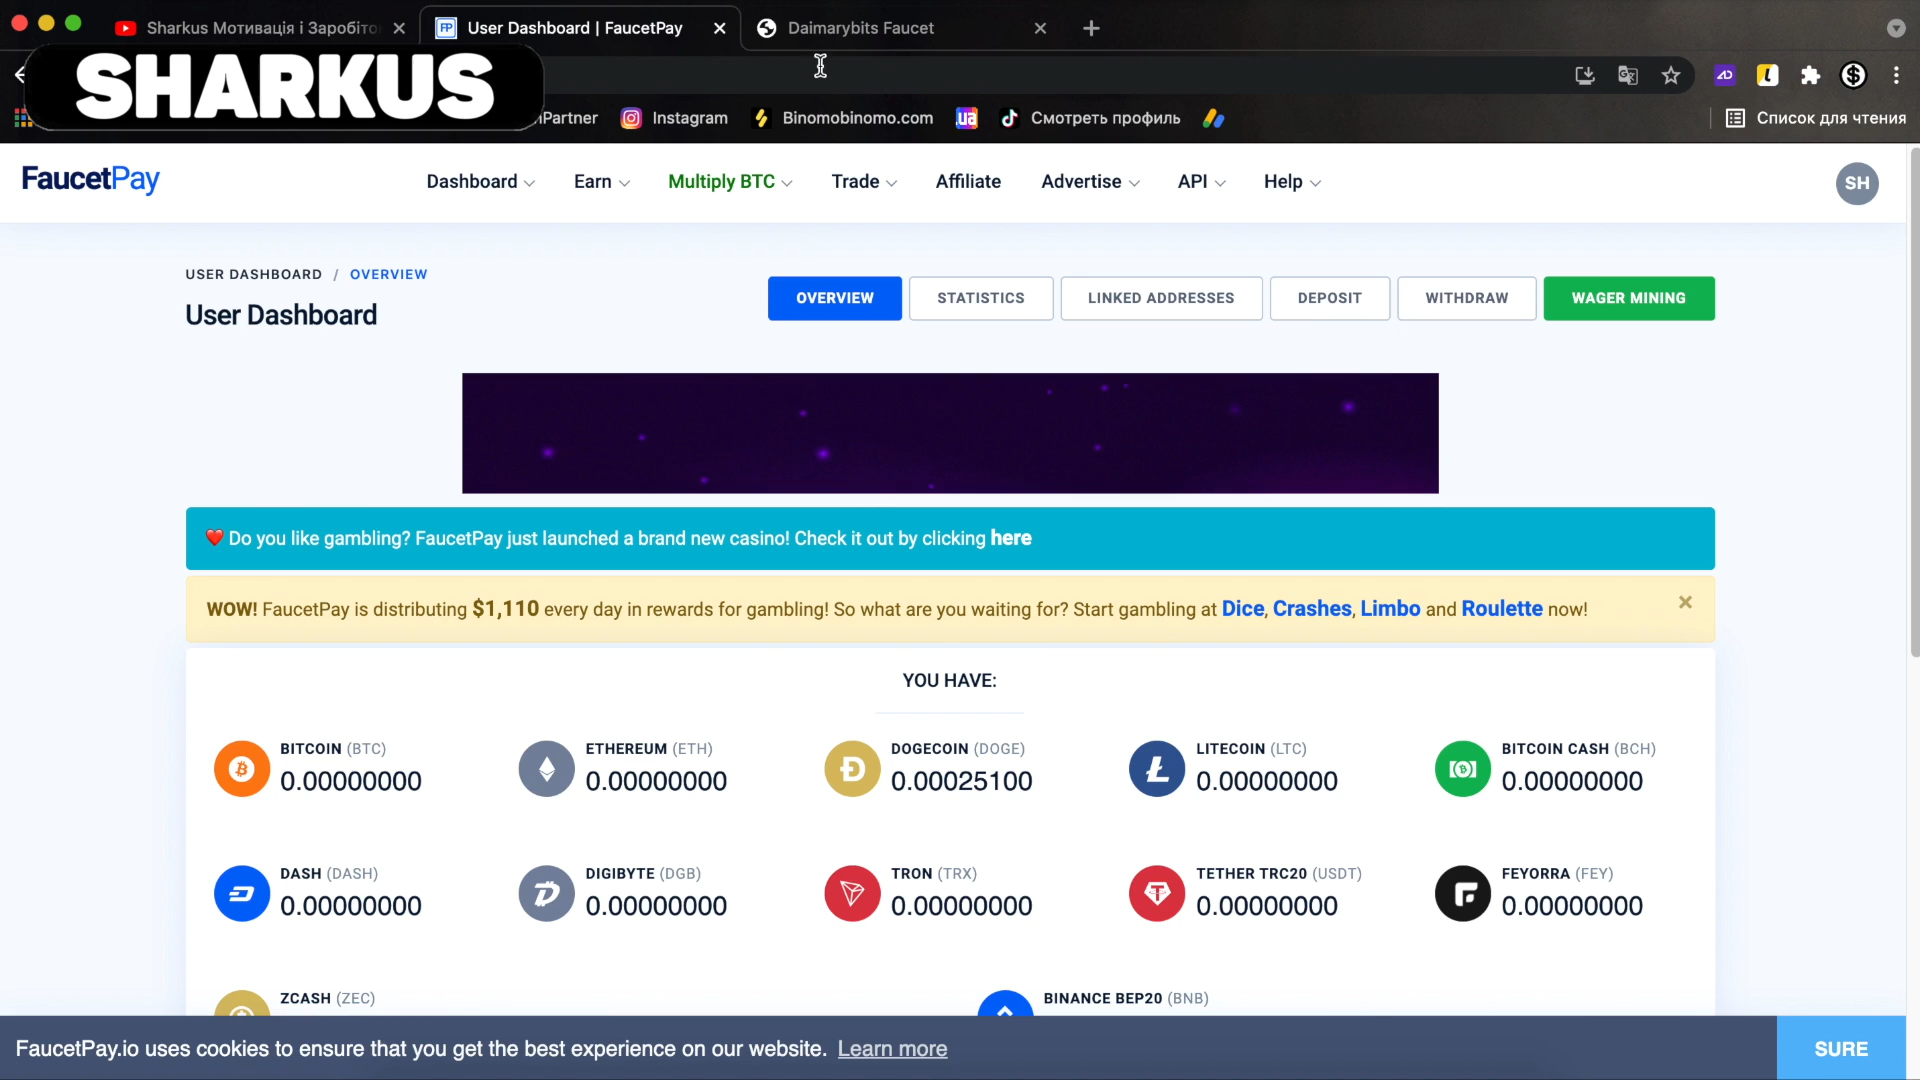 Sharkus Мотивація і Заробіто
FP
User Dashboard | FaucetPay
Daimarybits Faucet
SHARKUS
Partner
Instagram
Binomobinomo.com
.ua
Смотреть профиль
Список для чтения
FaucetPay
Dashboard
Earn
Multiply BTC
Trade
Affiliate
Advertise
API
Help
SH
USER DASHBOARD / OVERVIEW
User Dashboard
OVERVIEW
STATISTICS
LINKED ADDRESSES
DEPOSIT
WITHDRAW
WAGER MINING
Do you like gambling? FaucetPay just launched a brand new casino! Check it out by clicking here
WOW! FaucetPay is distributing $1,110 every day in rewards for gambling! So what are you waiting for? Start gambling at Dice, Crashes, Limbo and Roulette now!
YOU HAVE:
BITCOIN (BTC)
0.00000000
ETHEREUM (ETH)
0.00000000
DOGECOIN (DOGE)
0.00025100
LITECOIN (LTC)
0.00000000
BITCOIN CASH (BCH)
0.00000000
DASH (DASH)
0.00000000
DIGIBYTE (DGB)
0.00000000
TRON (TRX)
0.00000000
TETHER TRC20 (USDT)
0.00000000
FEYORRA (FEY)
0.00000000
ZCASH (ZEC)
BINANCE BEP20 (BNB)
FaucetPay.io uses cookies to ensure that you get the best experience on our website. Learn more
SURE